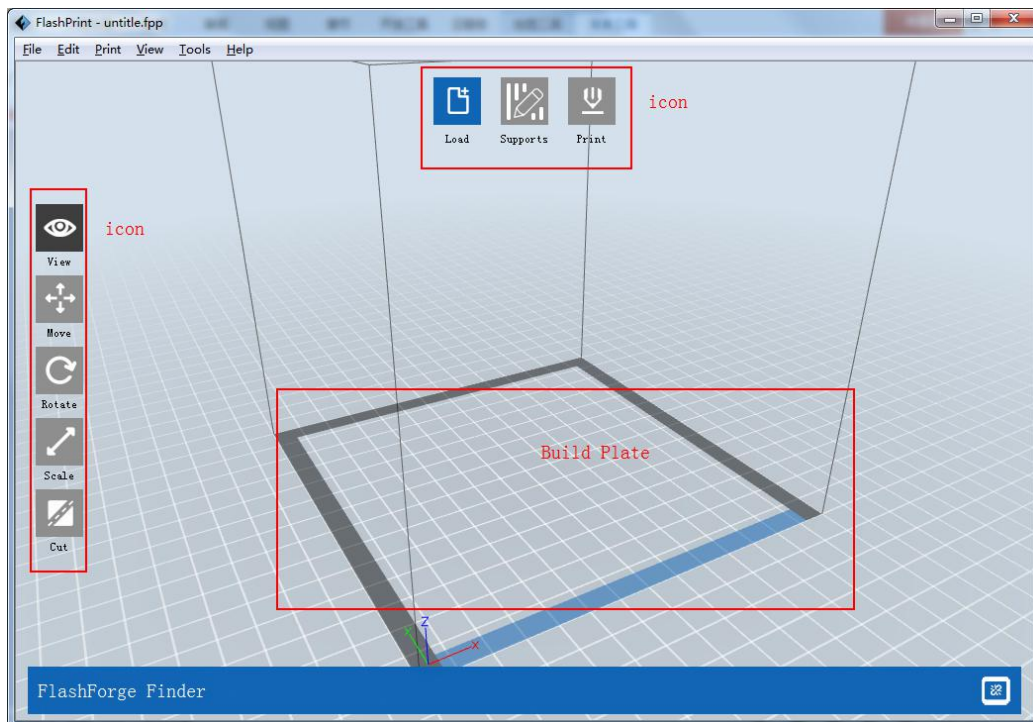 FlashPrint - untitle.fpp
File Edit Print View Tools Help
Load Supports Print
icon
icon
View
Move
Rotate
Scale
Cut
Build Plate
Z
X
FlashForge Finder